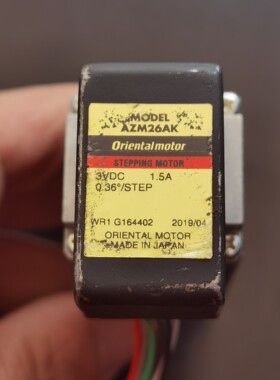 MODEL
AZM26AK
Orientalmotor
STEPPING MOTOR
3VDC 1.5A
0.36°/STEP
WR1 G164402 2019/04
ORIENTAL MOTOR
MADE IN JAPAN